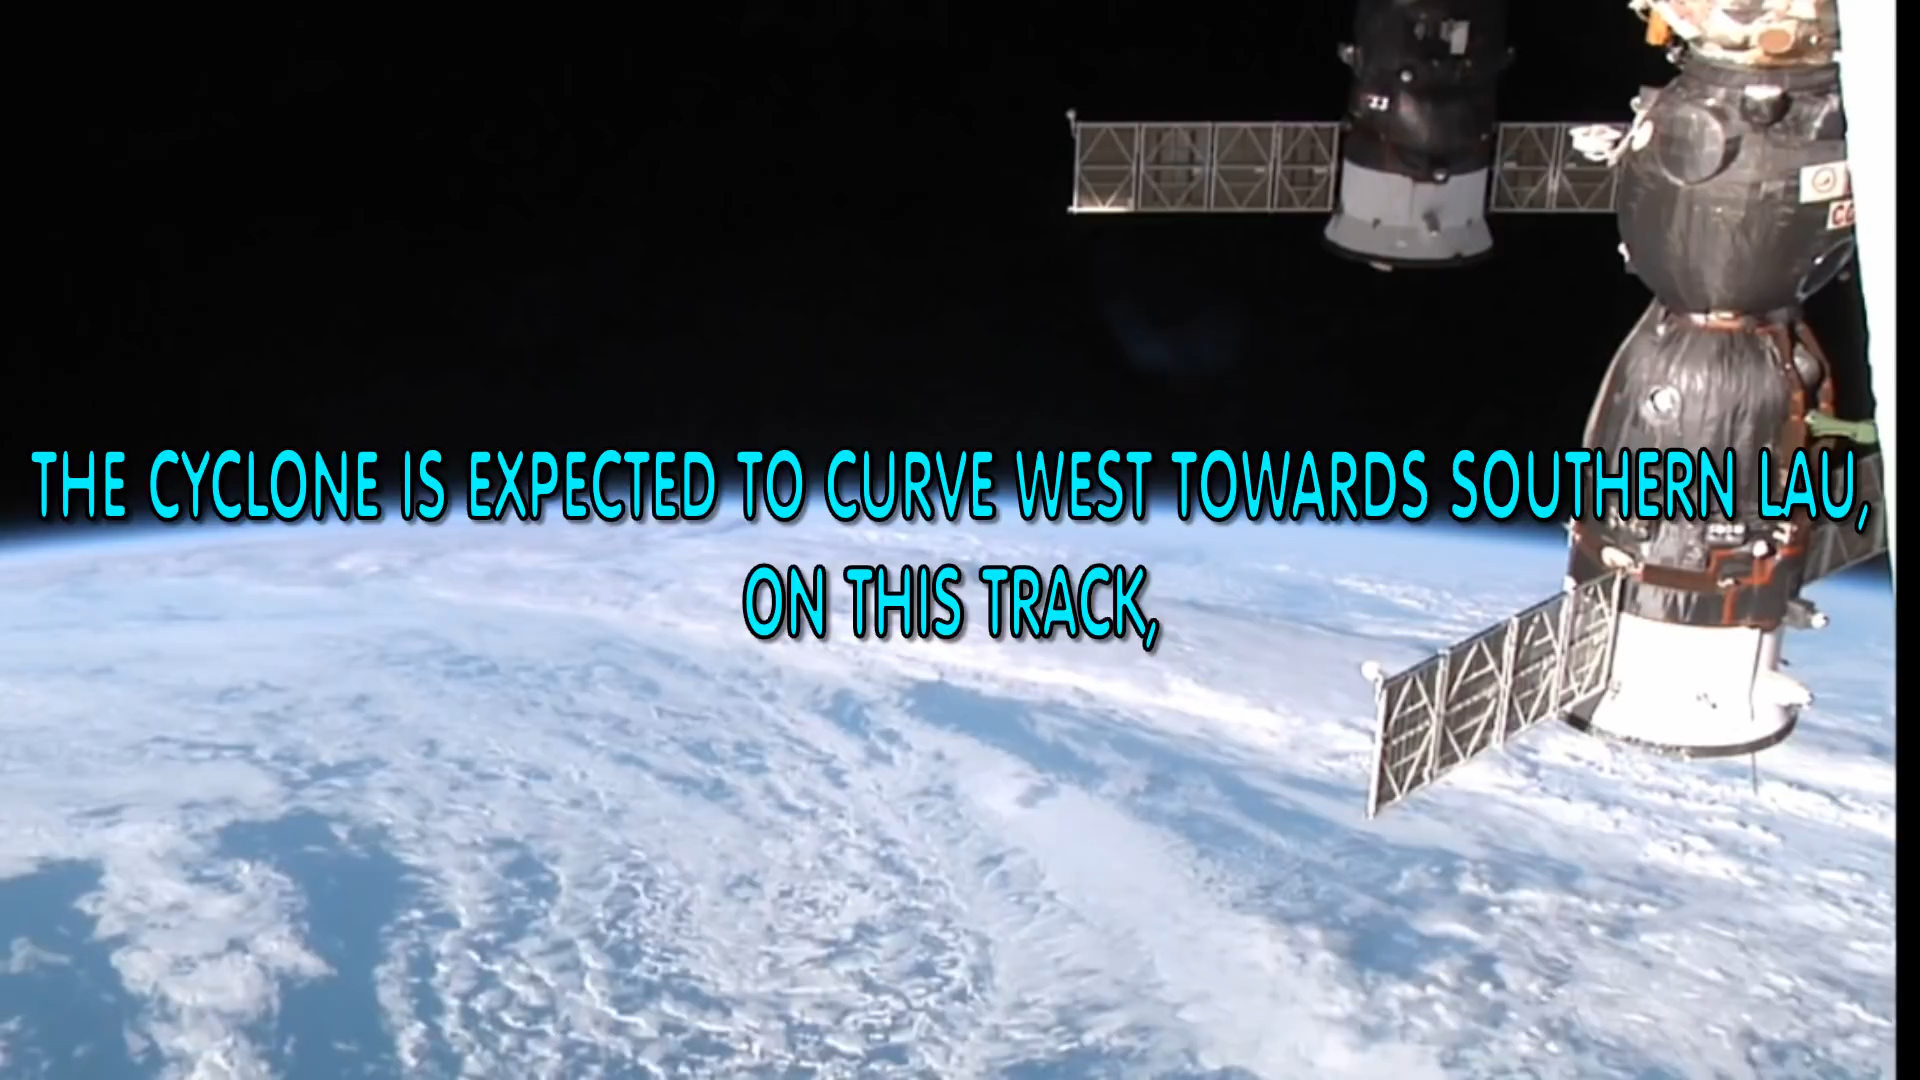 THE CYCLONE IS EXPECTED TO CURVE WEST TOWARDS SOUTHERN LAU,
ON THIS TRACK,